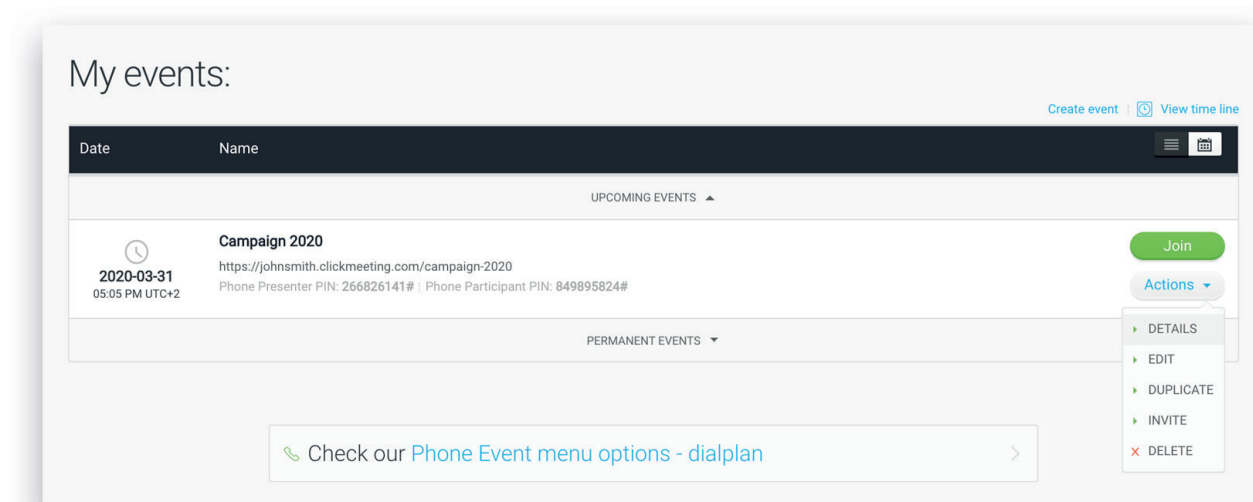 My events:
Create event | View time line
Date Name
UPCOMING EVENTS
Campaign 2020
Join
https://johnsmith.clickmeeting.com/campaign-2020
2020-03-31
Phone Presenter PIN: 266826141# | Phone Participant PIN: 849895824#
05:05 PM UTC+2
Actions
DETAILS
PERMANENT EVENTS
EDIT
DUPLICATE
INVITE
DELETE
Check our Phone Event menu options - dialplan